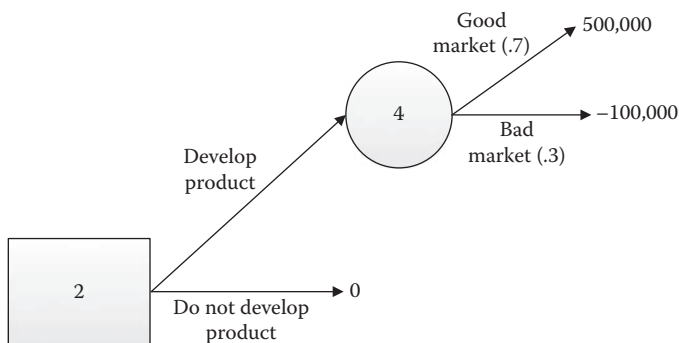 Good
market (.7)
500,000
4
−100,000
Bad
market (.3)
Develop
product
2
0
Do not develop
product